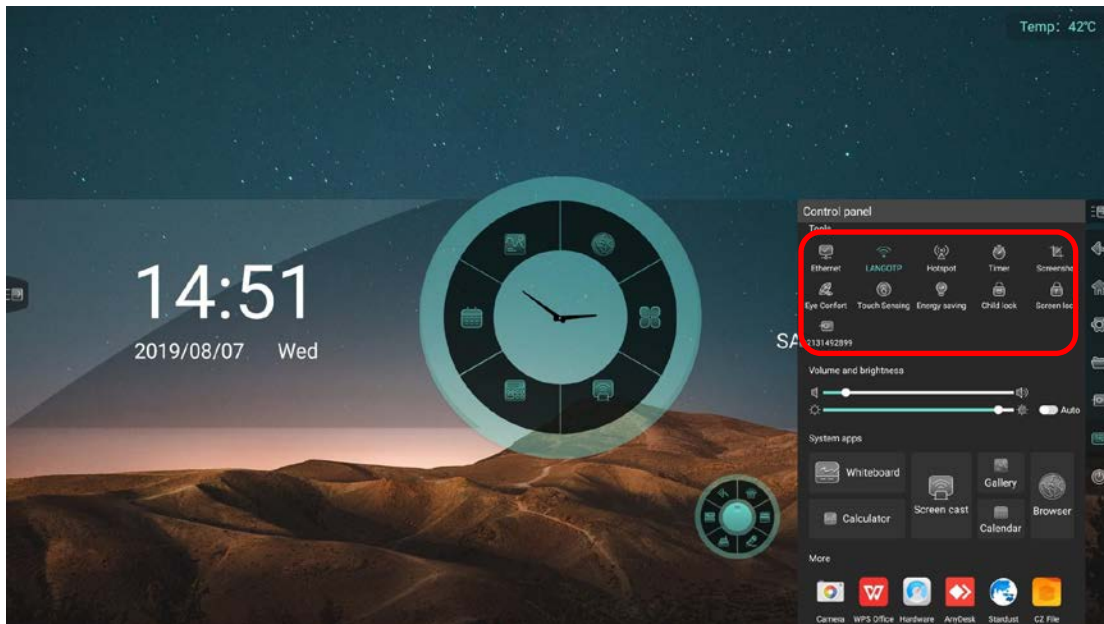 Temp: 42°C
14:51
2019/08/07 Wed
SA
Control panel
Tools
Ethernet LANGOTP Hotspot Timer Screensho
Eye Confort Touch Sensing Energy saving Child lock Screen loc
2131492899
Volume and brightness
Auto
System apps
Whiteboard
Screen cast
Gallery
Browser
Calculator
Calendar
More
Camera WPS Office Hardware AnyDesk Stardust CZ File